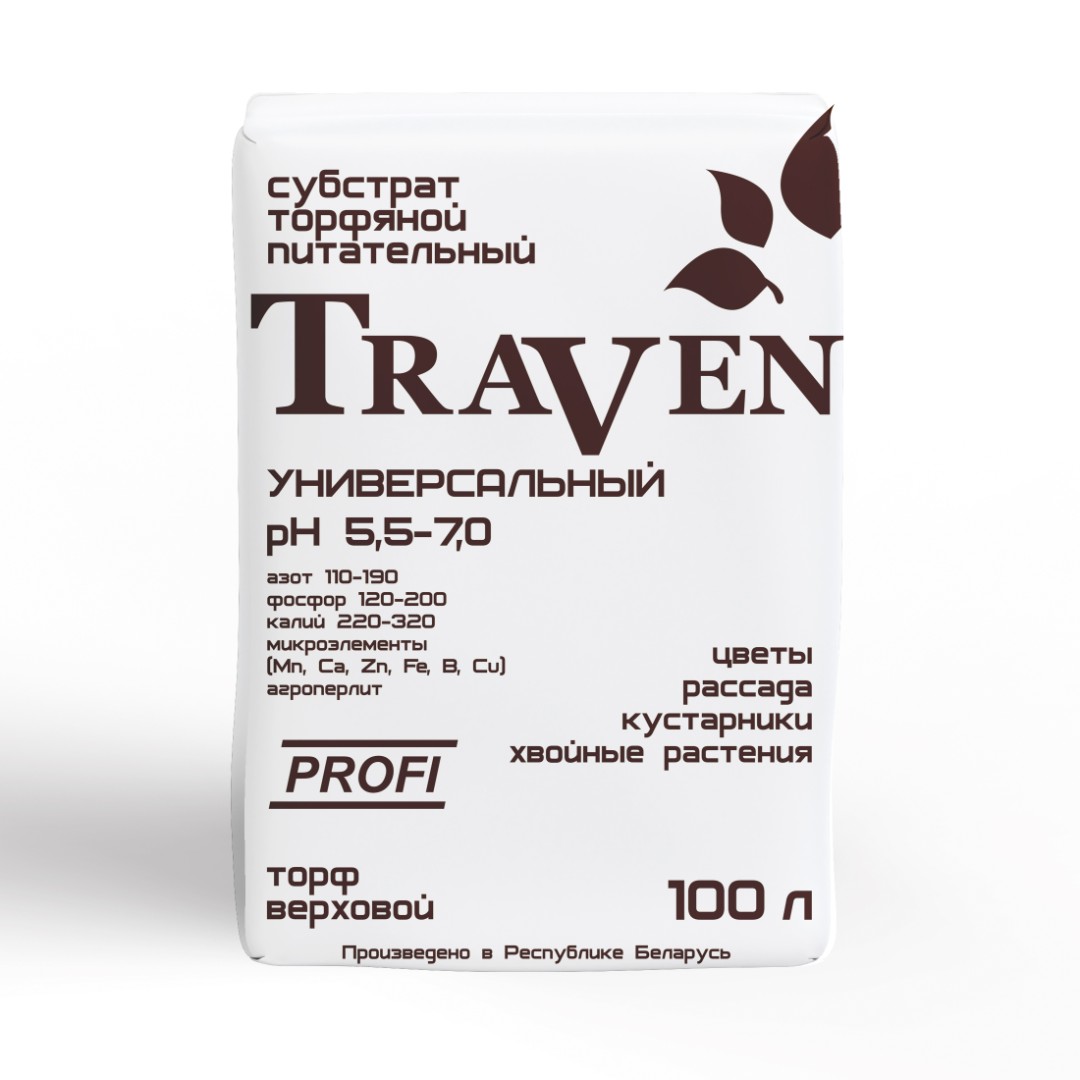 субстрат
торфяной
питательный
TRAVEN
УНИВЕРСАЛЬНЫЙ
pH 5,5-7,0
азот 110-190
фосфор 120-200
калий 220-320
микроэлементы
(Mn, Ca, Zn, Fe, B, Cu)
агроперлит
цветы
рассада
кустарники
хвойные растения
PROFI
торф
верховой
100 л
Произведено в Республике Беларусь